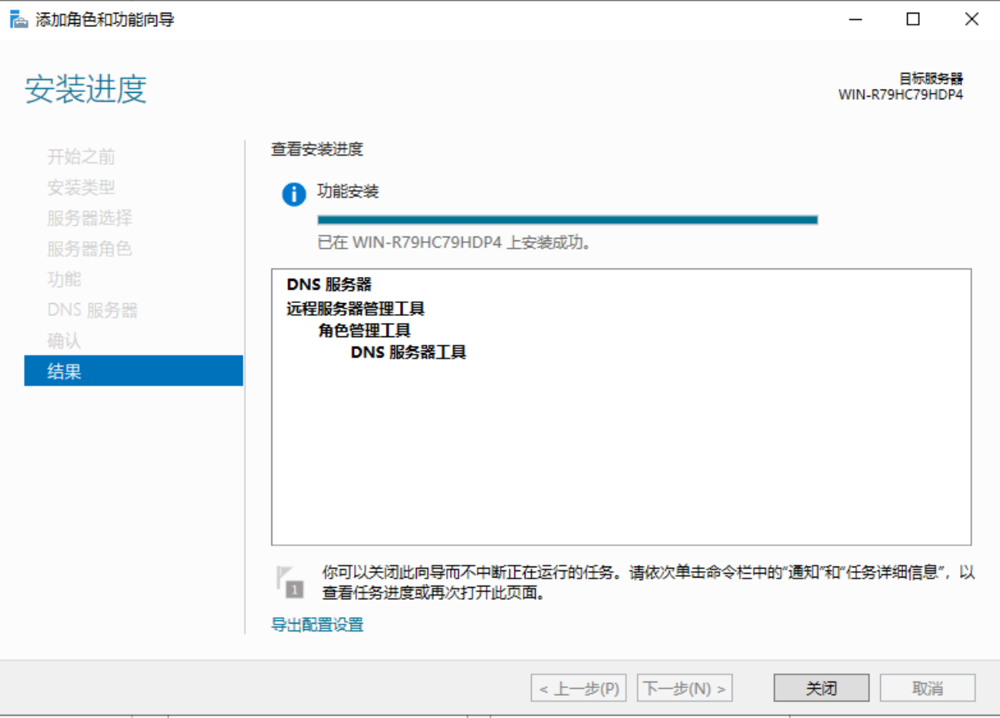 添加角色和功能向导
安装进度
目标服务器
WIN-R79HC79HDP4
开始之前
安装类型
服务器选择
服务器角色
功能
DNS 服务器
确认
结果
查看安装进度
功能安装
已在 WIN-R79HC79HDP4 上安装成功。
DNS 服务器
远程服务器管理工具
角色管理工具
DNS 服务器工具
1
你可以关闭此向导而不中断正在运行的任务。请依次单击命令栏中的“通知”和“任务详细信息”，以
查看任务进度或再次打开此页面。
导出配置设置
< 上一步(P)
下一步(N) >
关闭
取消